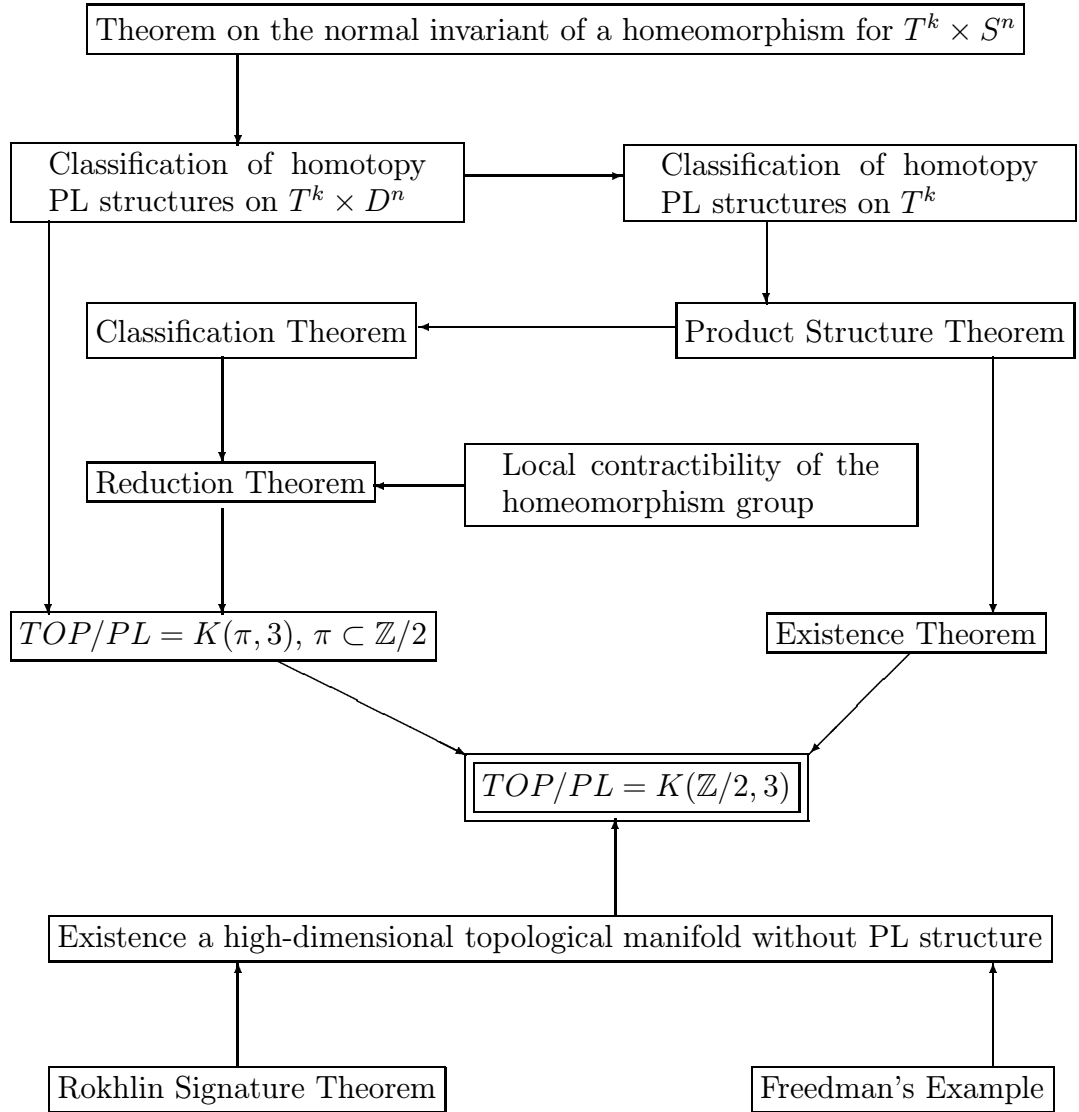 Theorem on the normal invariant of a homeomorphism for $T^k \times S^n$
Classification of homotopy
PL structures on $T^k \times D^n$
Classification of homotopy
PL structures on $T^k$
Classification Theorem
Product Structure Theorem
Reduction Theorem
Local contractibility of the
homeomorphism group
$TOP/PL = K(\pi, 3)$, $\pi \subset \mathbb{Z}/2$
Existence Theorem
$TOP/PL = K(\mathbb{Z}/2, 3)$
Existence a high-dimensional topological manifold without PL structure
Rokhlin Signature Theorem
Freedman's Example